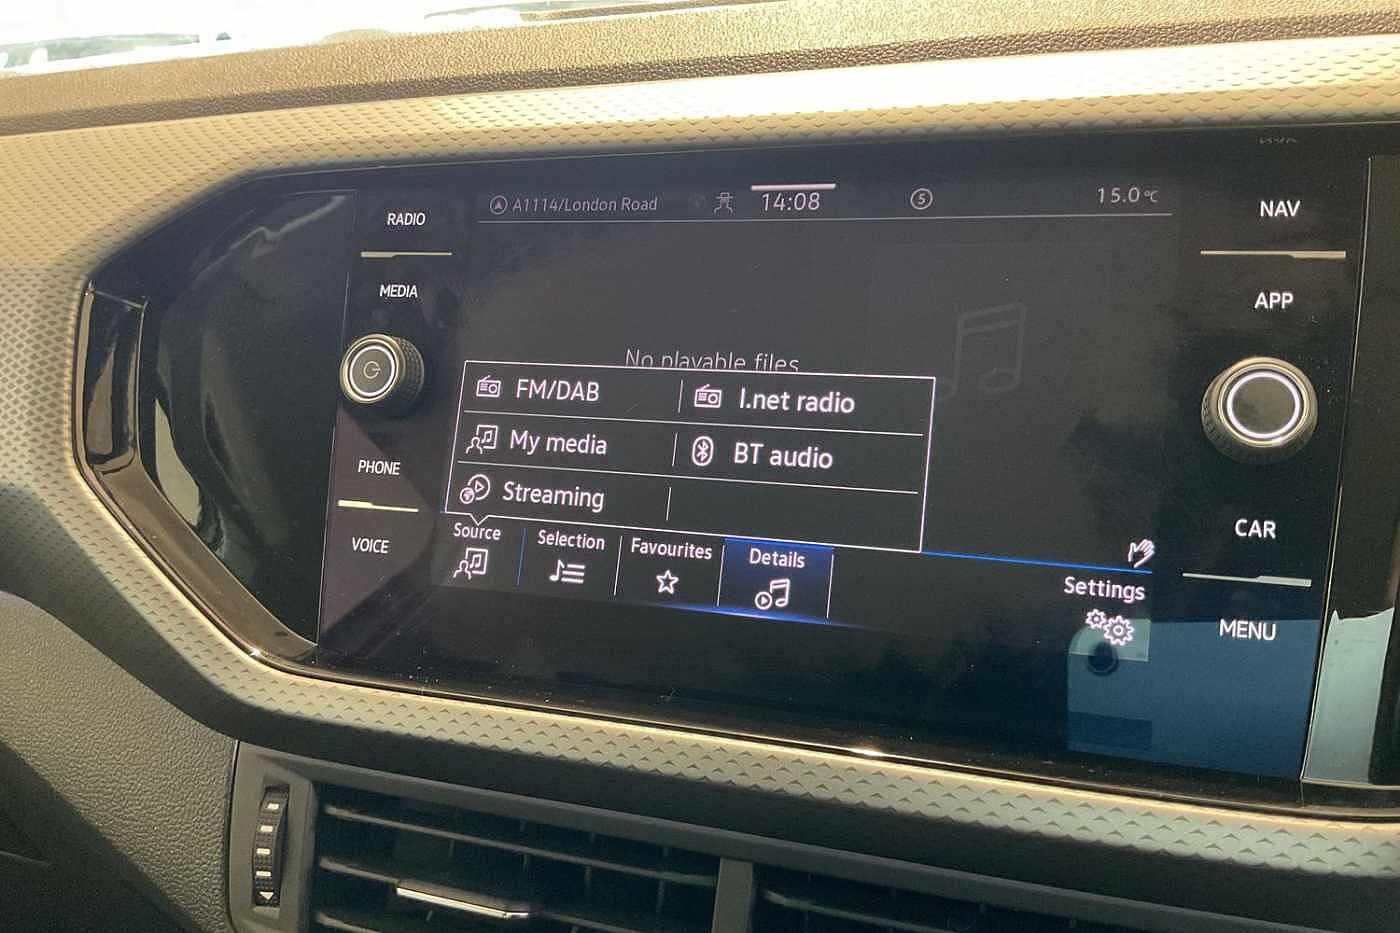 RADIO
MEDIA
PHONE
VOICE
A1114/London Road
14:08
5
15.0 °C
No playable files
FM/DAB
I.net radio
My media
BT audio
Streaming
Source
Selection
Favourites
Details
Settings
NAV
APP
CAR
MENU